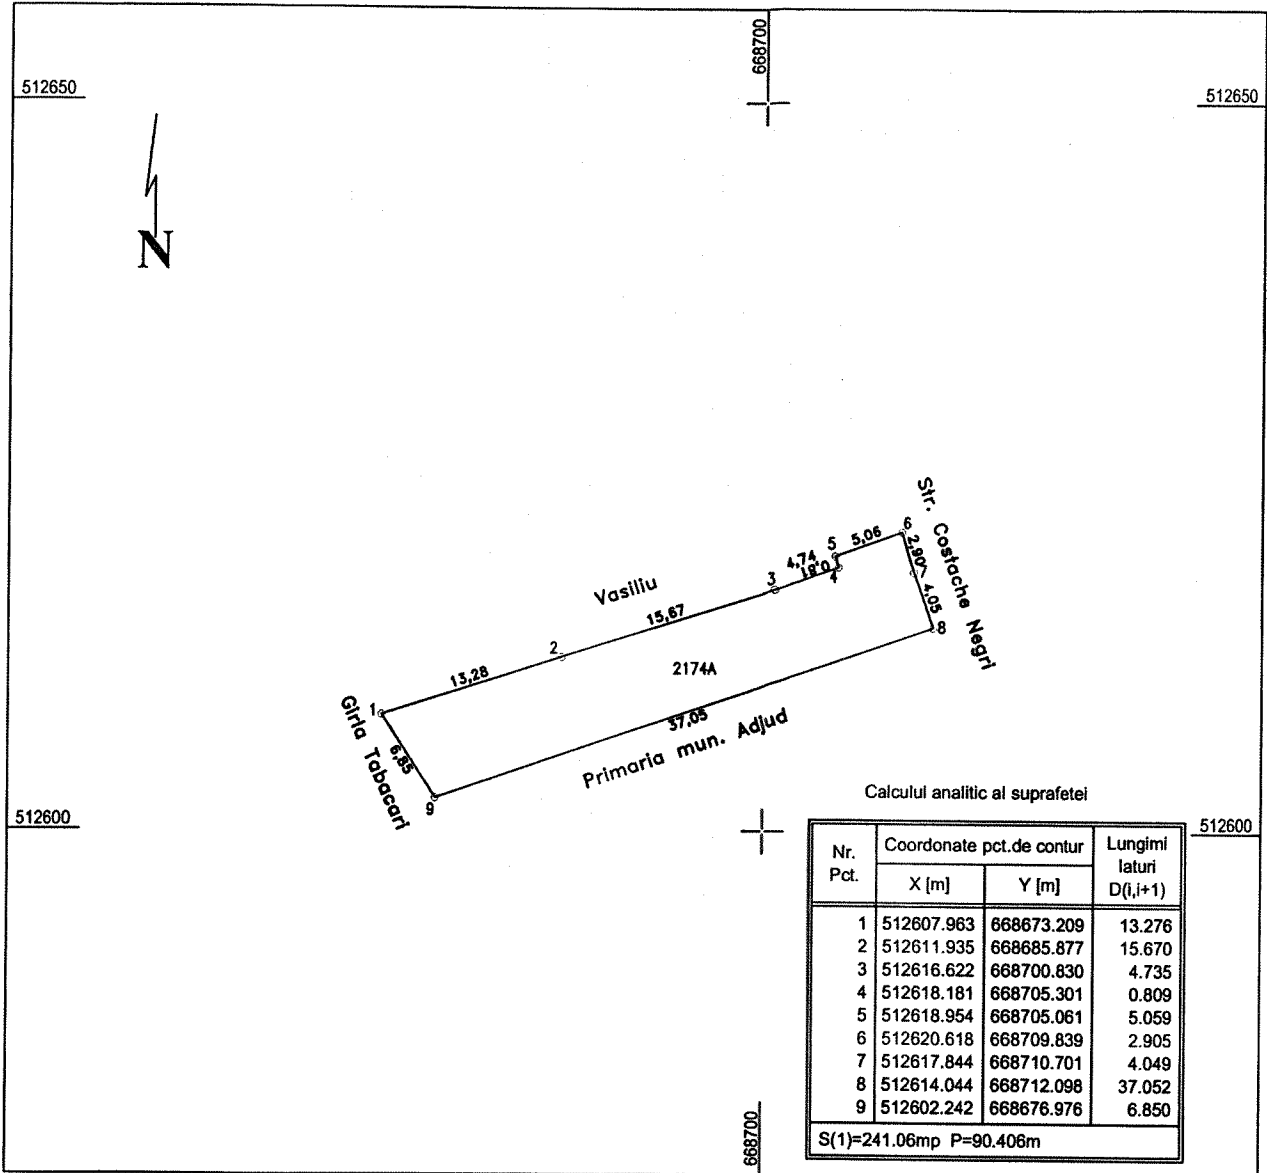 668700
512650
512650
N
Str. Costache Negri
6
5,06
5
2,90
7
4,74
0,81
4
3
4,05
Vasiliu
15,67
8
2
2174A
13,28
1
Girla Tabacari
6,85
37,05
Primaria mun. Adjud
9
Calculul analitic al suprafetei
512600
512600
Nr. Pct. Coordonate pct.de contur Lungimi laturi D(i,i+1)
X [m] Y [m]
1 512607.963 668673.209 13.276
2 512611.935 668685.877 15.670
3 512616.622 668700.830 4.735
4 512618.181 668705.301 0.809
5 512618.954 668705.061 5.059
6 512620.618 668709.839 2.905
7 512617.844 668710.701 4.049
8 512614.044 668712.098 37.052
9 512602.242 668676.976 6.850
S(1)=241.06mp P=90.406m
668700